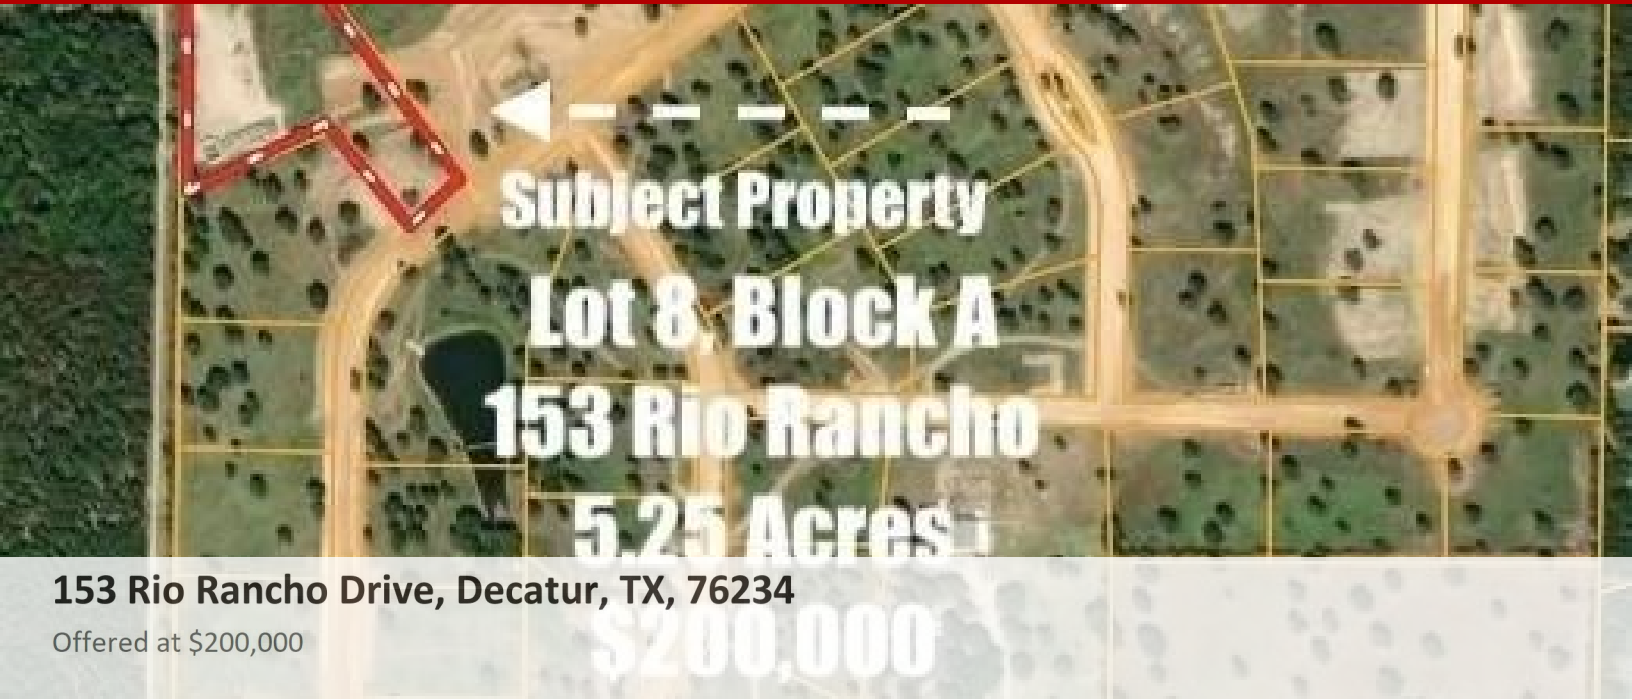 Subject Property
Lot 8, Block A
153 Rio Rancho
5.25 Acres
153 Rio Rancho Drive, Decatur, TX, 76234
$200,000
Offered at $200,000